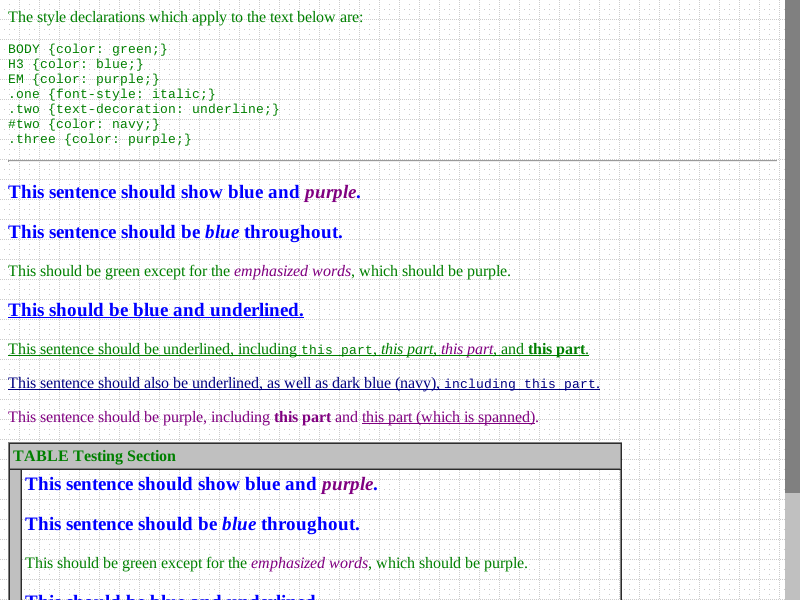 The style declarations which apply to the text below are:
BODY {color: green;}
H3 {color: blue;}
EM {color: purple;}
.one {font-style: italic;}
.two {text-decoration: underline;}
#two {color: navy;}
.three {color: purple;}
This sentence should show blue and purple.
This sentence should be blue throughout.
This should be green except for the emphasized words, which should be purple.
This should be blue and underlined.
This sentence should be underlined, including this part, this part, this part, and this part.
This sentence should also be underlined, as well as dark blue (navy), including this part.
This sentence should be purple, including this part and this part (which is spanned).
TABLE Testing Section
This sentence should show blue and purple.
This sentence should be blue throughout.
This should be green except for the emphasized words, which should be purple.
This should be blue and underlined.